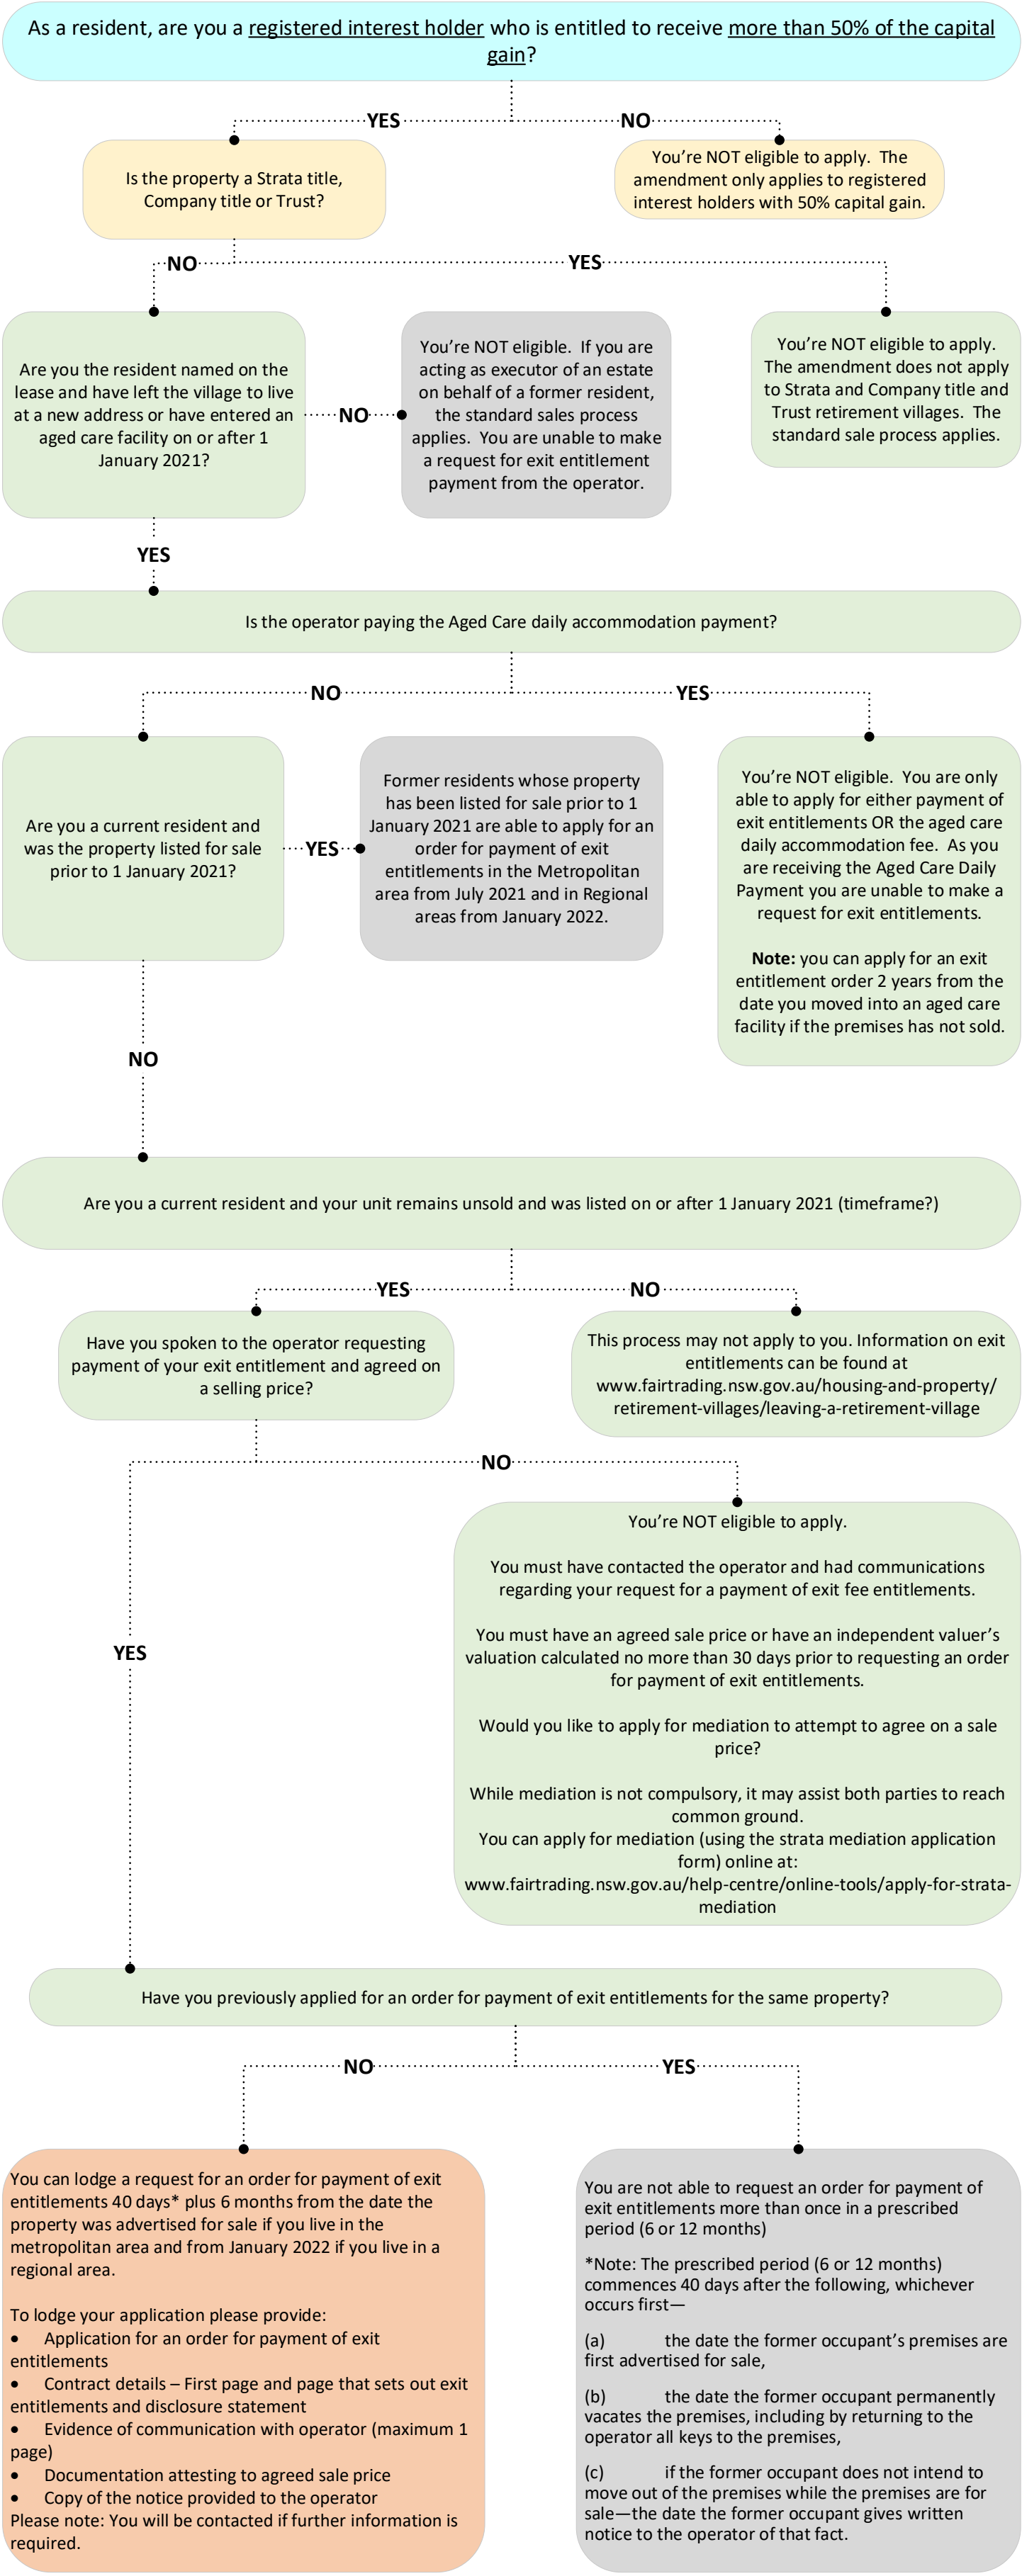 As a resident, are you a registered interest holder who is entitled to receive more than 50% of the capital
gain?
YES
NO
Is the property a Strata title,
Company title or Trust?
You’re NOT eligible to apply. The
amendment only applies to registered
interest holders with 50% capital gain.
NO
YES
Are you the resident named on the
lease and have left the village to live
at a new address or have entered an
aged care facility on or after 1
January 2021?
NO
You’re NOT eligible. If you are
acting as executor of an estate
on behalf of a former resident,
the standard sales process
applies. You are unable to make
a request for exit entitlement
payment from the operator.
You’re NOT eligible to apply.
The amendment does not apply
to Strata and Company title and
Trust retirement villages. The
standard sale process applies.
YES
Is the operator paying the Aged Care daily accommodation payment?
NO
YES
Are you a current resident and
was the property listed for sale
prior to 1 January 2021?
YES
Former residents whose property
has been listed for sale prior to 1
January 2021 are able to apply for an
order for payment of exit
entitlements in the Metropolitan
area from July 2021 and in Regional
areas from January 2022.
You’re NOT eligible. You are only
able to apply for either payment of
exit entitlements OR the aged care
daily accommodation fee. As you
are receiving the Aged Care Daily
Payment you are unable to make a
request for exit entitlements.
Note: you can apply for an exit
entitlement order 2 years from the
date you moved into an aged care
facility if the premises has not sold.
NO
Are you a current resident and your unit remains unsold and was listed on or after 1 January 2021 (timeframe?)
YES
NO
Have you spoken to the operator requesting
payment of your exit entitlement and agreed on
a selling price?
This process may not apply to you. Information on exit
entitlements can be found at
www.fairtrading.nsw.gov.au/housing-and-property/
retirement-villages/leaving-a-retirement-village
NO
You’re NOT eligible to apply.
You must have contacted the operator and had communications
regarding your request for a payment of exit fee entitlements.
You must have an agreed sale price or have an independent valuer’s
valuation calculated no more than 30 days prior to requesting an order
for payment of exit entitlements.
Would you like to apply for mediation to attempt to agree on a sale
price?
While mediation is not compulsory, it may assist both parties to reach
common ground.
You can apply for mediation (using the strata mediation application
form) online at:
www.fairtrading.nsw.gov.au/help-centre/online-tools/apply-for-strata-
mediation
YES
Have you previously applied for an order for payment of exit entitlements for the same property?
NO
YES
You can lodge a request for an order for payment of exit
entitlements 40 days* plus 6 months from the date the
property was advertised for sale if you live in the
metropolitan area and from January 2022 if you live in a
regional area.
To lodge your application please provide:
• Application for an order for payment of exit
entitlements
• Contract details – First page and page that sets out exit
entitlements and disclosure statement
• Evidence of communication with operator (maximum 1
page)
• Documentation attesting to agreed sale price
• Copy of the notice provided to the operator
Please note: You will be contacted if further information is
required.
You are not able to request an order for payment of
exit entitlements more than once in a prescribed
period (6 or 12 months)
*Note: The prescribed period (6 or 12 months)
commences 40 days after the following, whichever
occurs first—
(a) the date the former occupant’s premises are
first advertised for sale,
(b) the date the former occupant permanently
vacates the premises, including by returning to the
operator all keys to the premises,
(c) if the former occupant does not intend to
move out of the premises while the premises are for
sale—the date the former occupant gives written
notice to the operator of that fact.